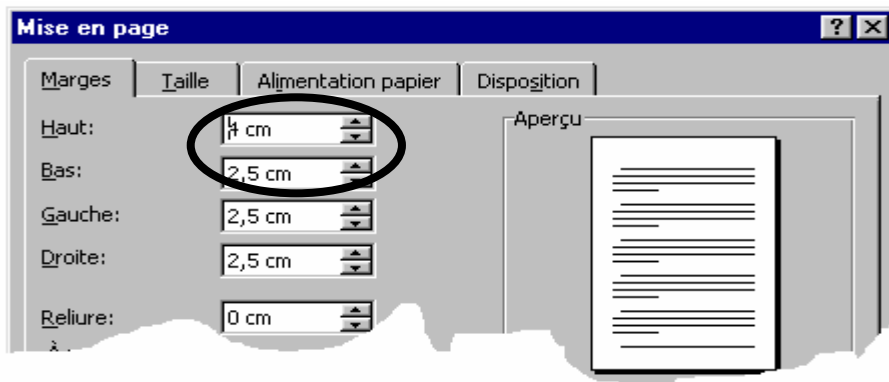 Mise en page
Marges Taille Alimentation papier Disposition
Haut: 4 cm Aperçu
Bas: 2,5 cm
Gauche: 2,5 cm
Droite: 2,5 cm
Reliure: 0 cm
À